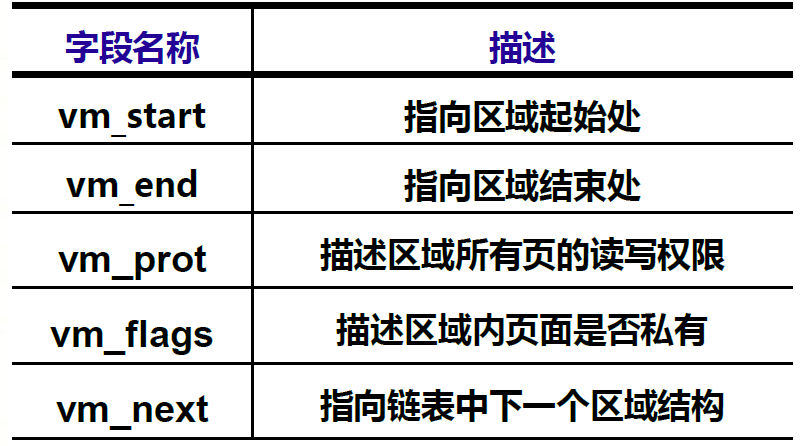 字段名称 描述
vm_start 指向区域起始处
vm_end 指向区域结束处
vm_prot 描述区域所有页的读写权限
vm_flags 描述区域内页面是否私有
vm_next 指向链表中下一个区域结构